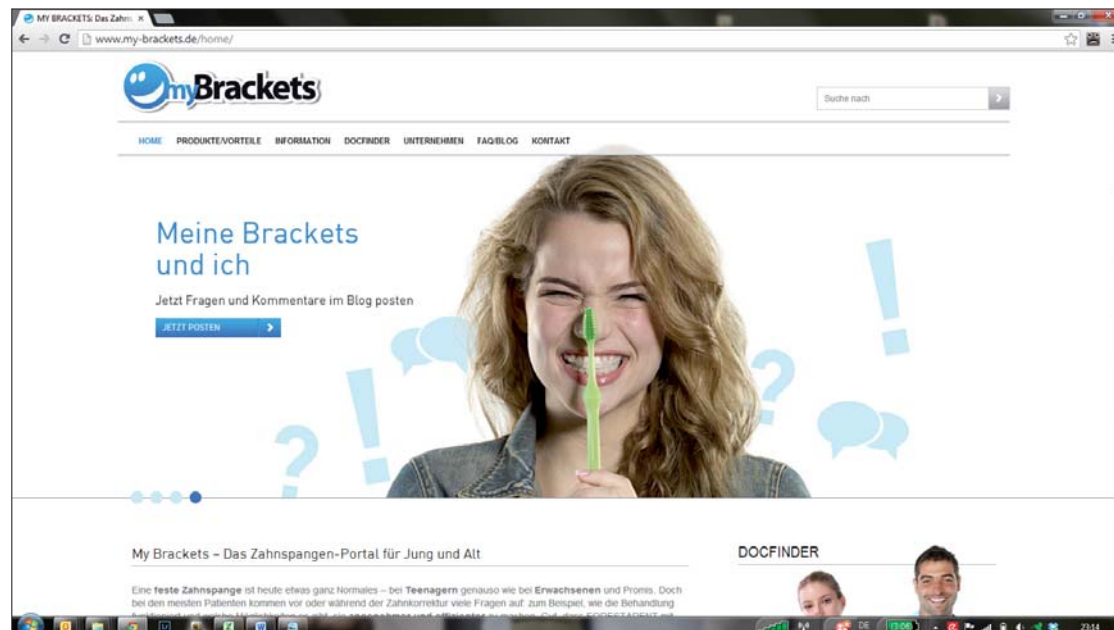 MY BRACKETS: Das Zahns
www.my-brackets.de/home/
myBrackets
Suche nach
HOME PRODUKTE/VORTEILE INFORMATION DOCFINDER UNTERNEHMEN FAQ/BLOG KONTAKT
Meine Brackets
und ich
Jetzt Fragen und Kommentare im Blog posten
JETZT POSTEN
My Brackets – Das Zahnspangen-Portal für Jung und Alt
Eine feste Zahnspange ist heute etwas ganz Normales – bei Teenagern genauso wie bei Erwachsenen und Promis. Doch
bei den meisten Patienten kommen vor oder während der Zahnkorrektur viele Fragen auf: zum Beispiel, wie die Behandlung
DOCFINDER
DE
23:14